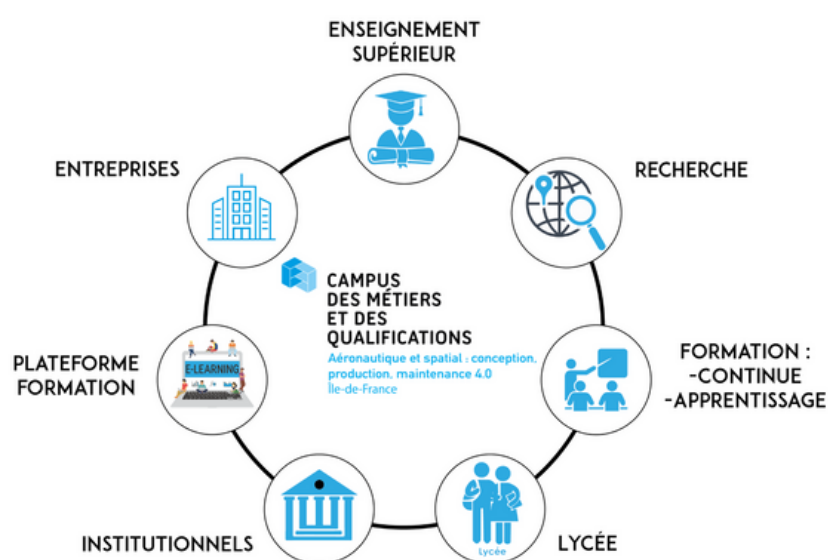 ENSEIGNEMENT
SUPÉRIEUR
ENTREPRISES
RECHERCHE
CAMPUS
DES MÉTIERS
ET DES
QUALIFICATIONS
Aéronautique et spatial : conception,
production, maintenance 4.0
Île-de-France
PLATEFORME
FORMATION
E-LEARNING
FORMATION :
-CONTINUE
-APPRENTISSAGE
INSTITUTIONNELS
Lycée
LYCÉE